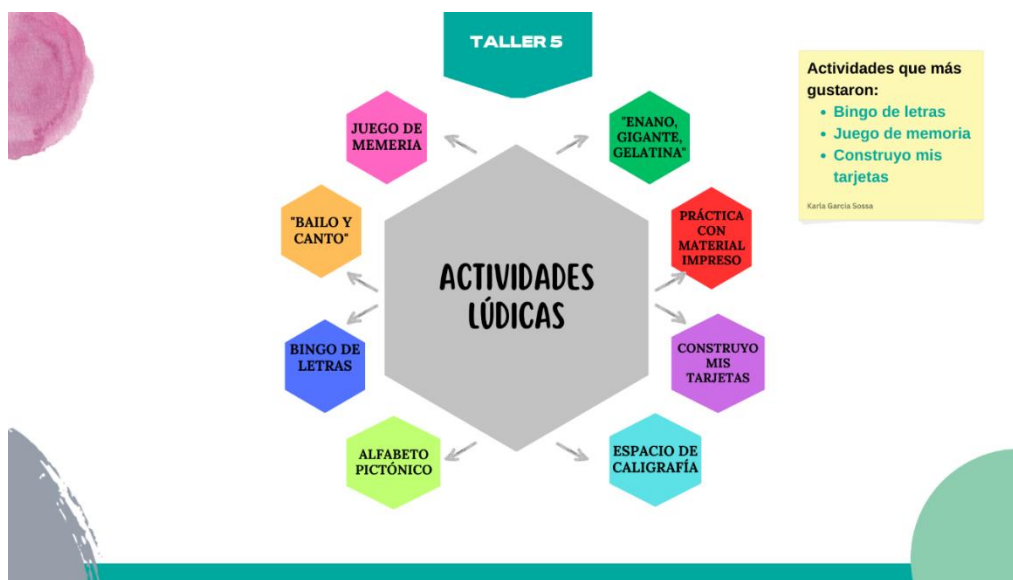 TALLER 5
Actividades que más
gustaron:
• Bingo de letras
• Juego de memoria
• Construyo mis
tarjetas
Karla García Sossa
JUEGO DE
MEMERIA
"ENANO,
GIGANTE,
GELATINA"
"BAILO Y
CANTO"
PRÁCTICA
CON
MATERIAL
IMPRESO
ACTIVIDADES
LÚDICAS
BINGO DE
LETRAS
CONSTRUYO
MIS
TARJETAS
ALFABETO
PICTÓNICO
ESPACIO DE
CALIGRAFÍA